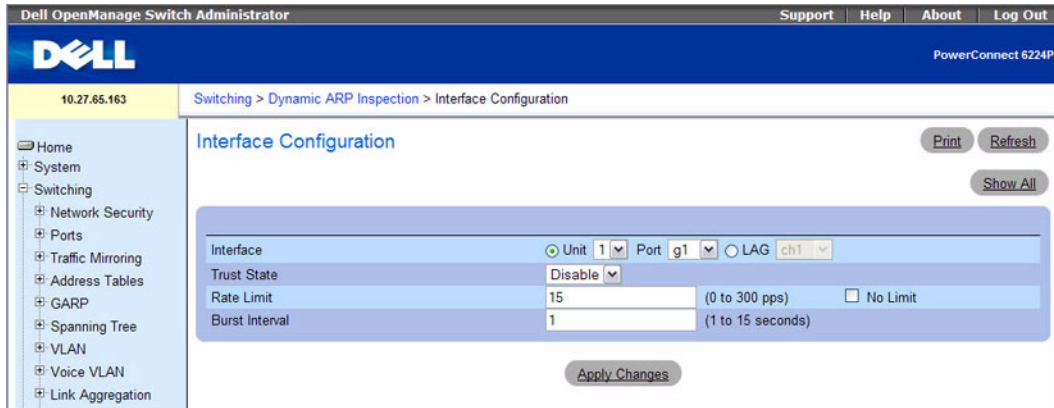 Dell OpenManage Switch Administrator Support Help About Log Out
DELL
PowerConnect 6224P
10.27.65.163 Switching > Dynamic ARP Inspection > Interface Configuration
Home
System
Switching
Network Security
Ports
Traffic Mirroring
Address Tables
GARP
Spanning Tree
VLAN
Voice VLAN
Link Aggregation
Interface Configuration Print Refresh
Show All
Interface Unit 1 Port g1 LAG ch1
Trust State Disable
Rate Limit 15 (0 to 300 pps) No Limit
Burst Interval 1 (1 to 15 seconds)
Apply Changes